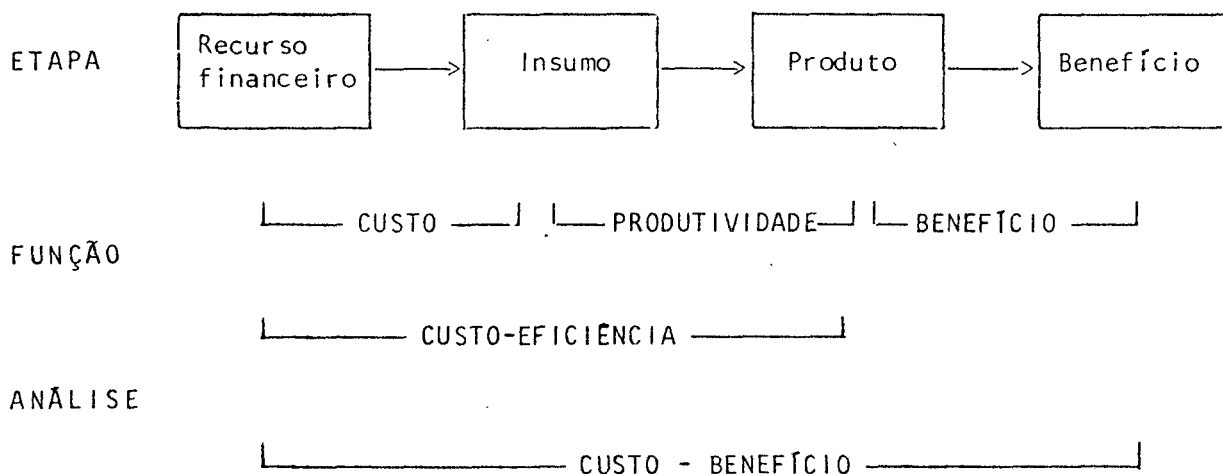 ETAPA
Recurso
financeiro
Insumo
Produto
Benefício
CUSTO
PRODUTIVIDADE
BENEFÍCIO
FUNÇÃO
CUSTO-EFICIÊNCIA
ANÁLISE
CUSTO - BENEFÍCIO